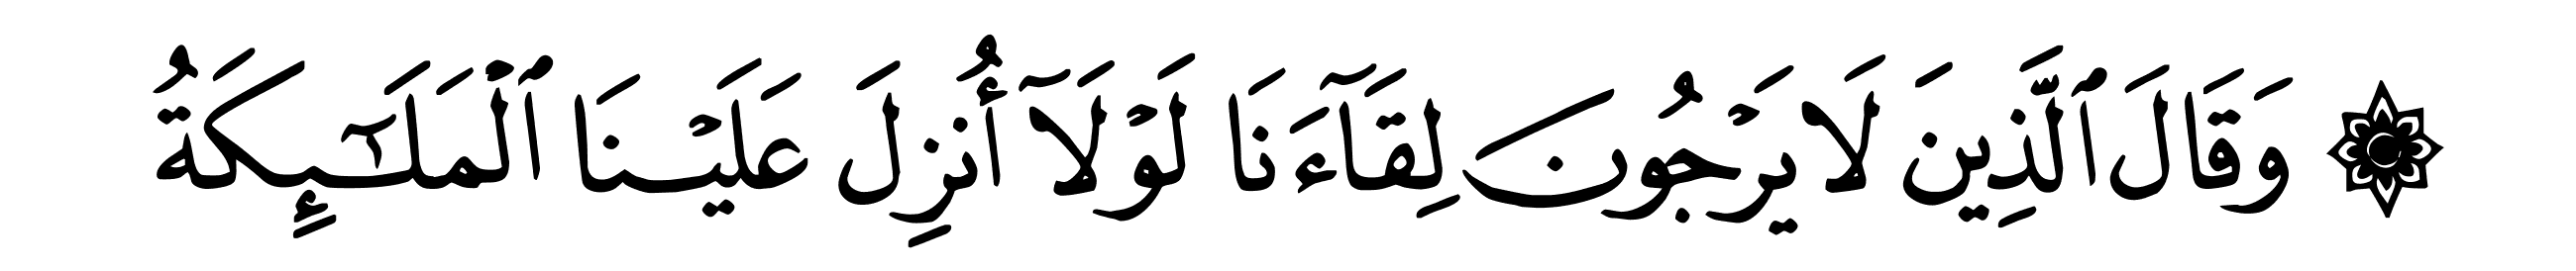 ۞ وَقَالَ ٱلَّذِينَ لَا يَرْجُونَ لِقَآءَنَا لَوْلَآ أُنزِلَ عَلَيْنَا ٱلْمَلَـٰٓئِكَةُ